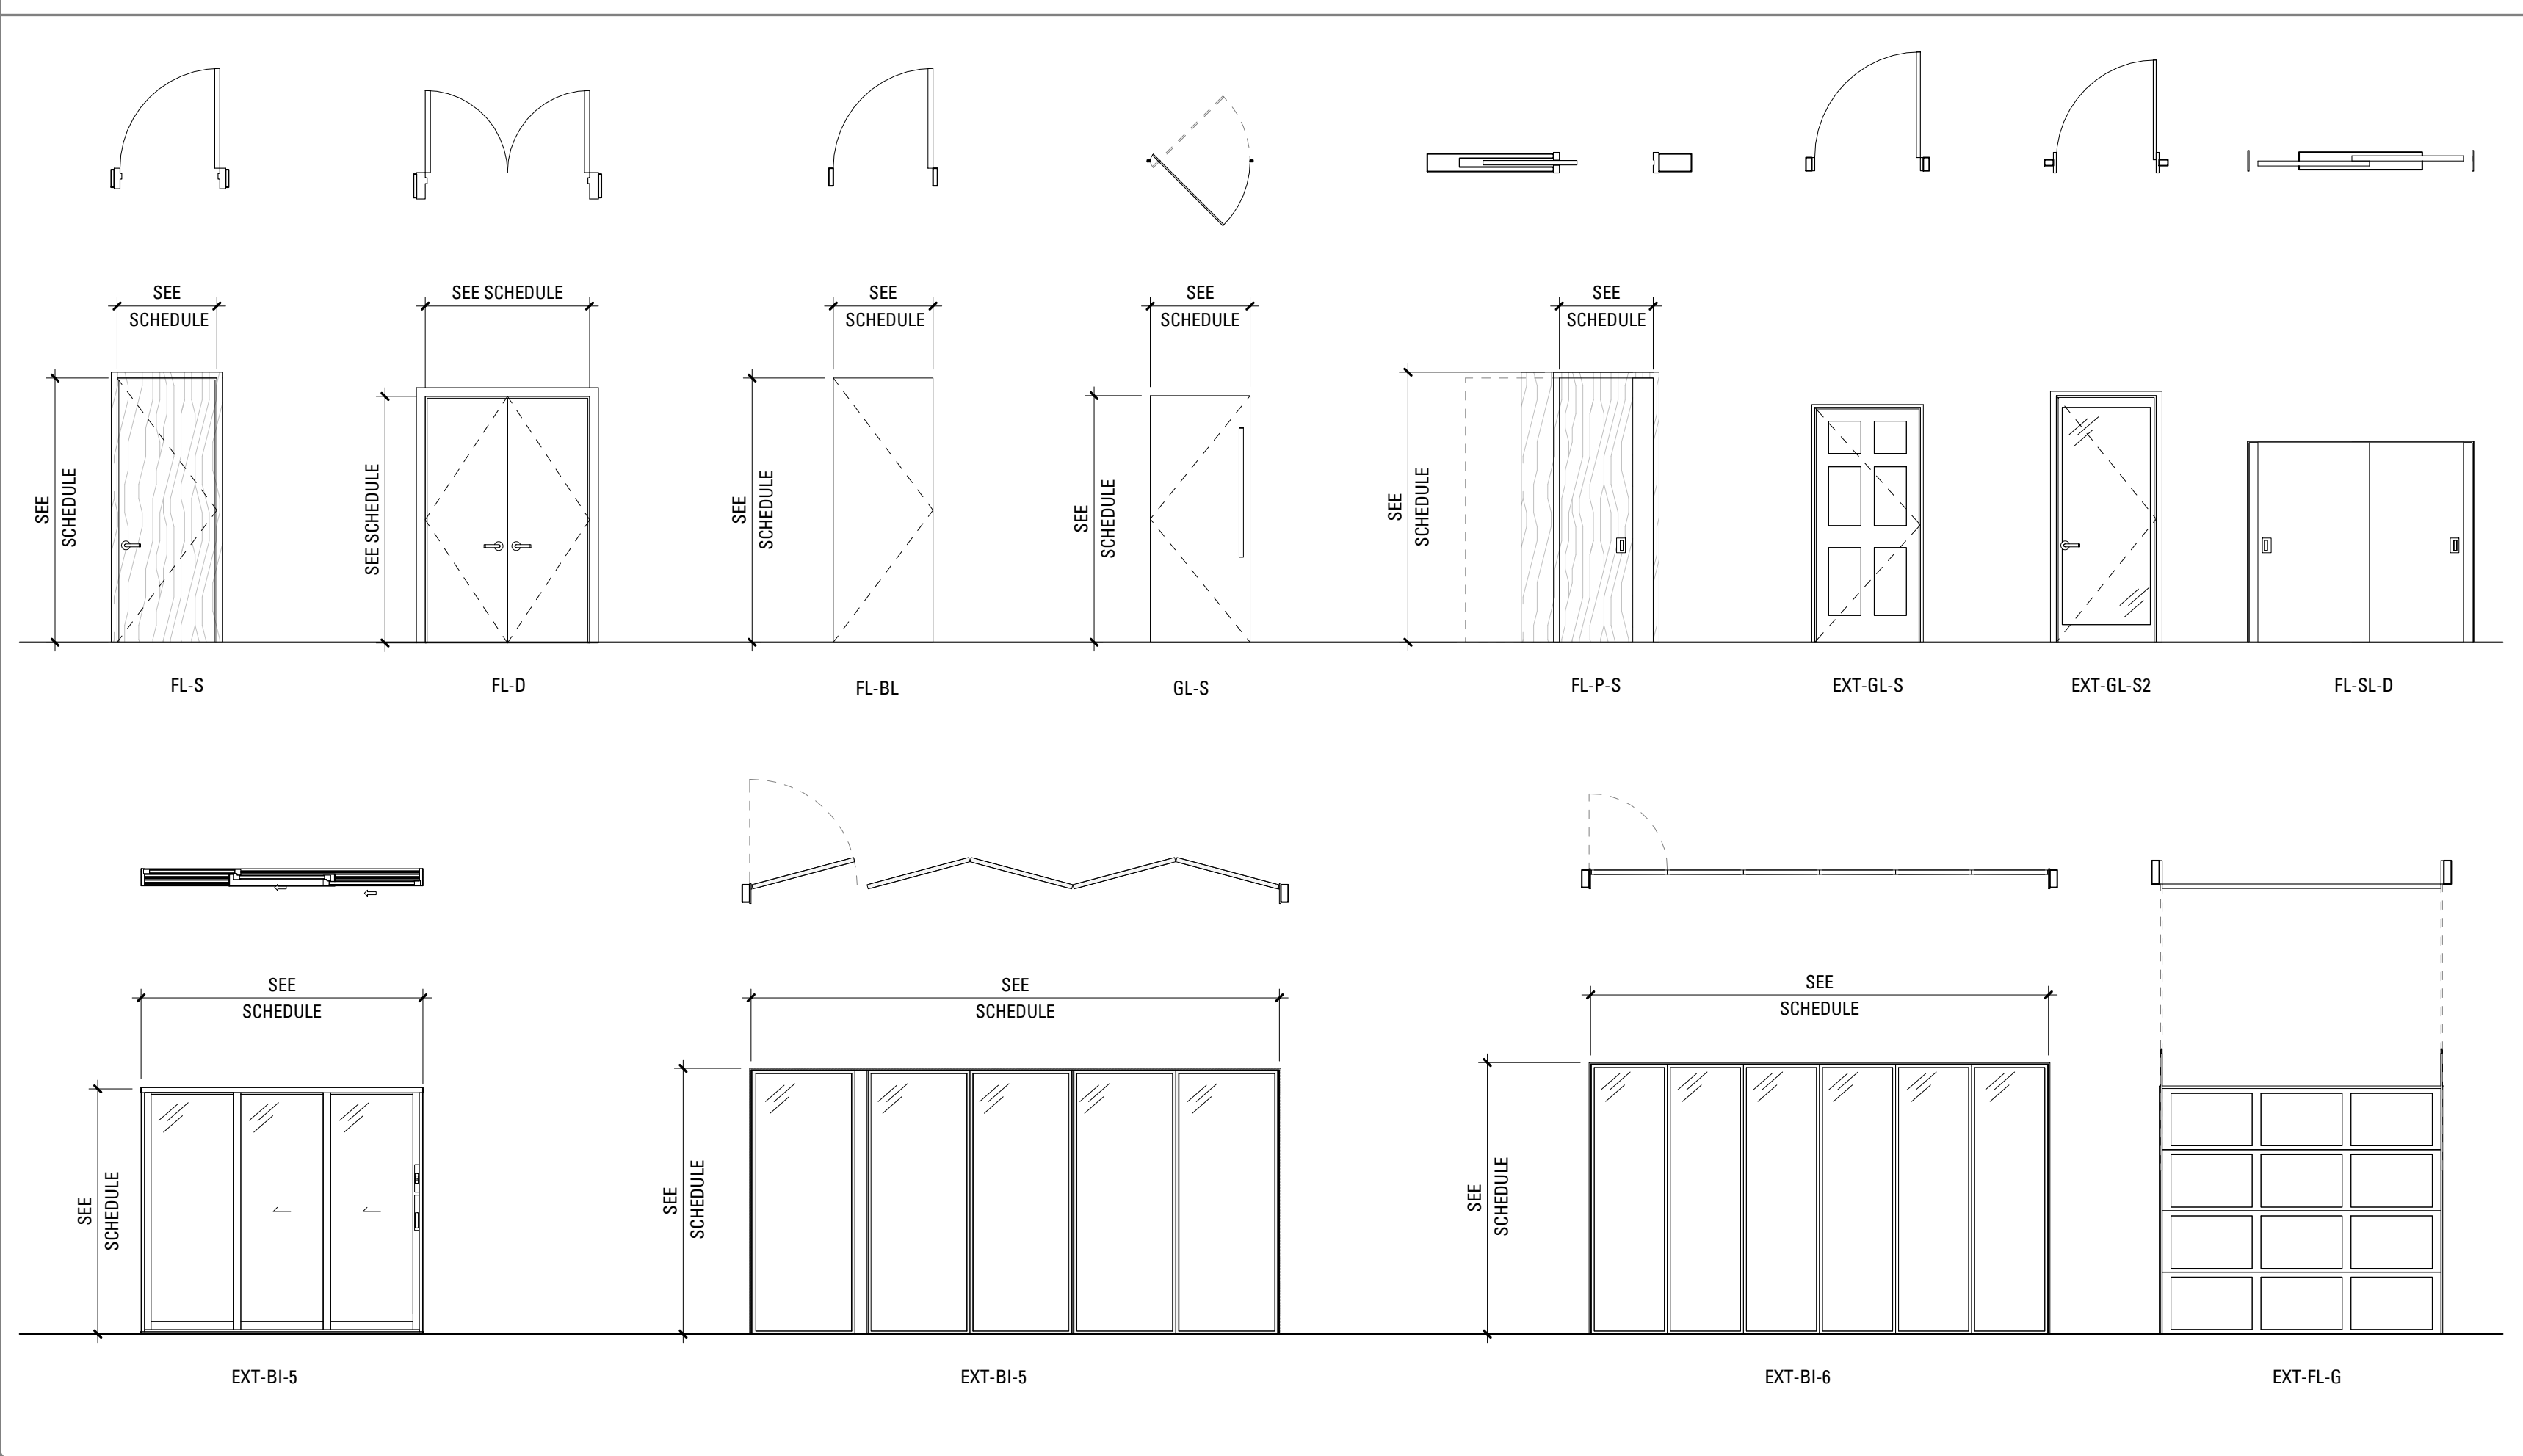 SEE
SCHEDULE
SEE SCHEDULE
SEE
SCHEDULE
SEE
SCHEDULE
SEE
SCHEDULE
SEE
SCHEDULE
SEE SCHEDULE
SEE
SCHEDULE
SEE
SCHEDULE
SEE
SCHEDULE
FL-S
FL-D
FL-BL
GL-S
FL-P-S
EXT-GL-S
EXT-GL-S2
FL-SL-D
SEE
SCHEDULE
SEE
SCHEDULE
SEE
SCHEDULE
SEE
SCHEDULE
SEE
SCHEDULE
SEE
SCHEDULE
EXT-BI-5
EXT-BI-5
EXT-BI-6
EXT-FL-G